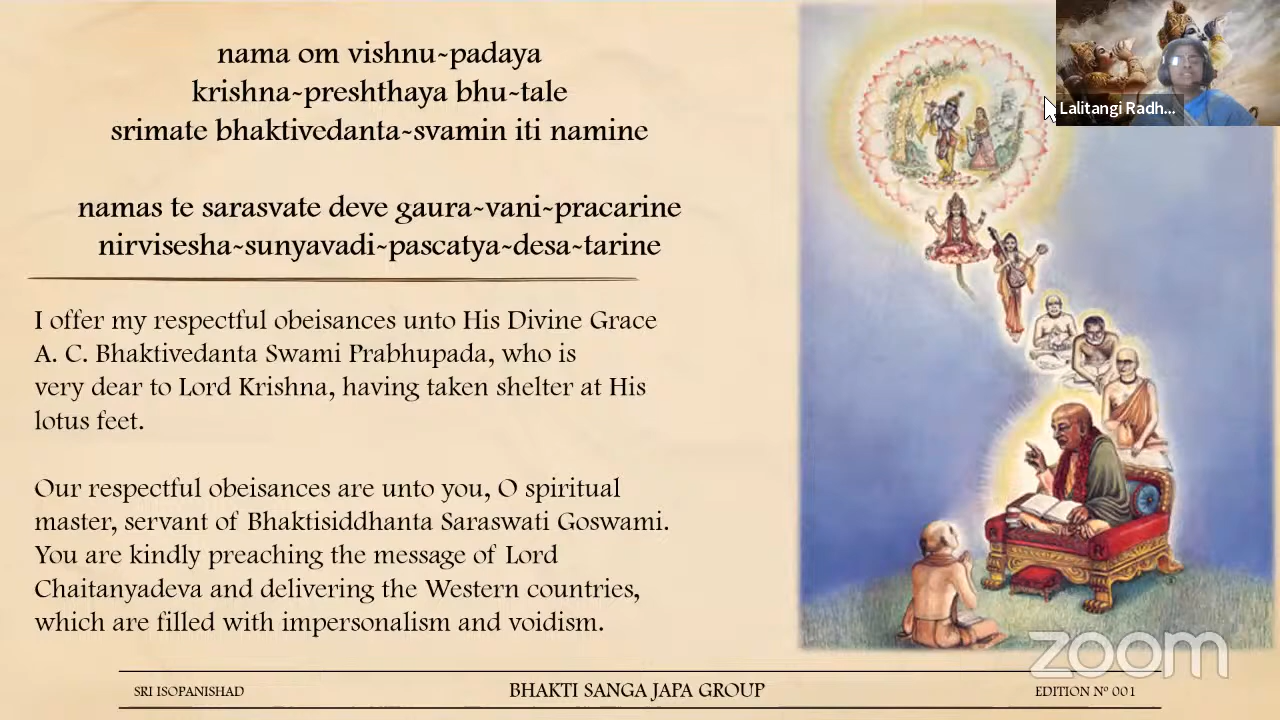 nama om vishnu-padaya
krishna-preshthaya bhu-tale
srimate bhaktivedanta-svamin iti namine
namas te sarasvate deve gaura-vani-pracarine
nirvisesha-sunyavadi-pascatya-desa-tarine
I offer my respectful obeisances unto His Divine Grace
A. C. Bhaktivedanta Swami Prabhupada, who is
very dear to Lord Krishna, having taken shelter at His
lotus feet.
Our respectful obeisances are unto you, O spiritual
master, servant of Bhaktisiddhanta Saraswati Goswami.
You are kindly preaching the message of Lord
Chaitanyadeva and delivering the Western countries,
which are filled with impersonalism and voidism.
Lalitangi Radh...
zoom
SRI ISOPANISHAD
BHAKTI SANGA JAPA GROUP
EDITION Nº 001